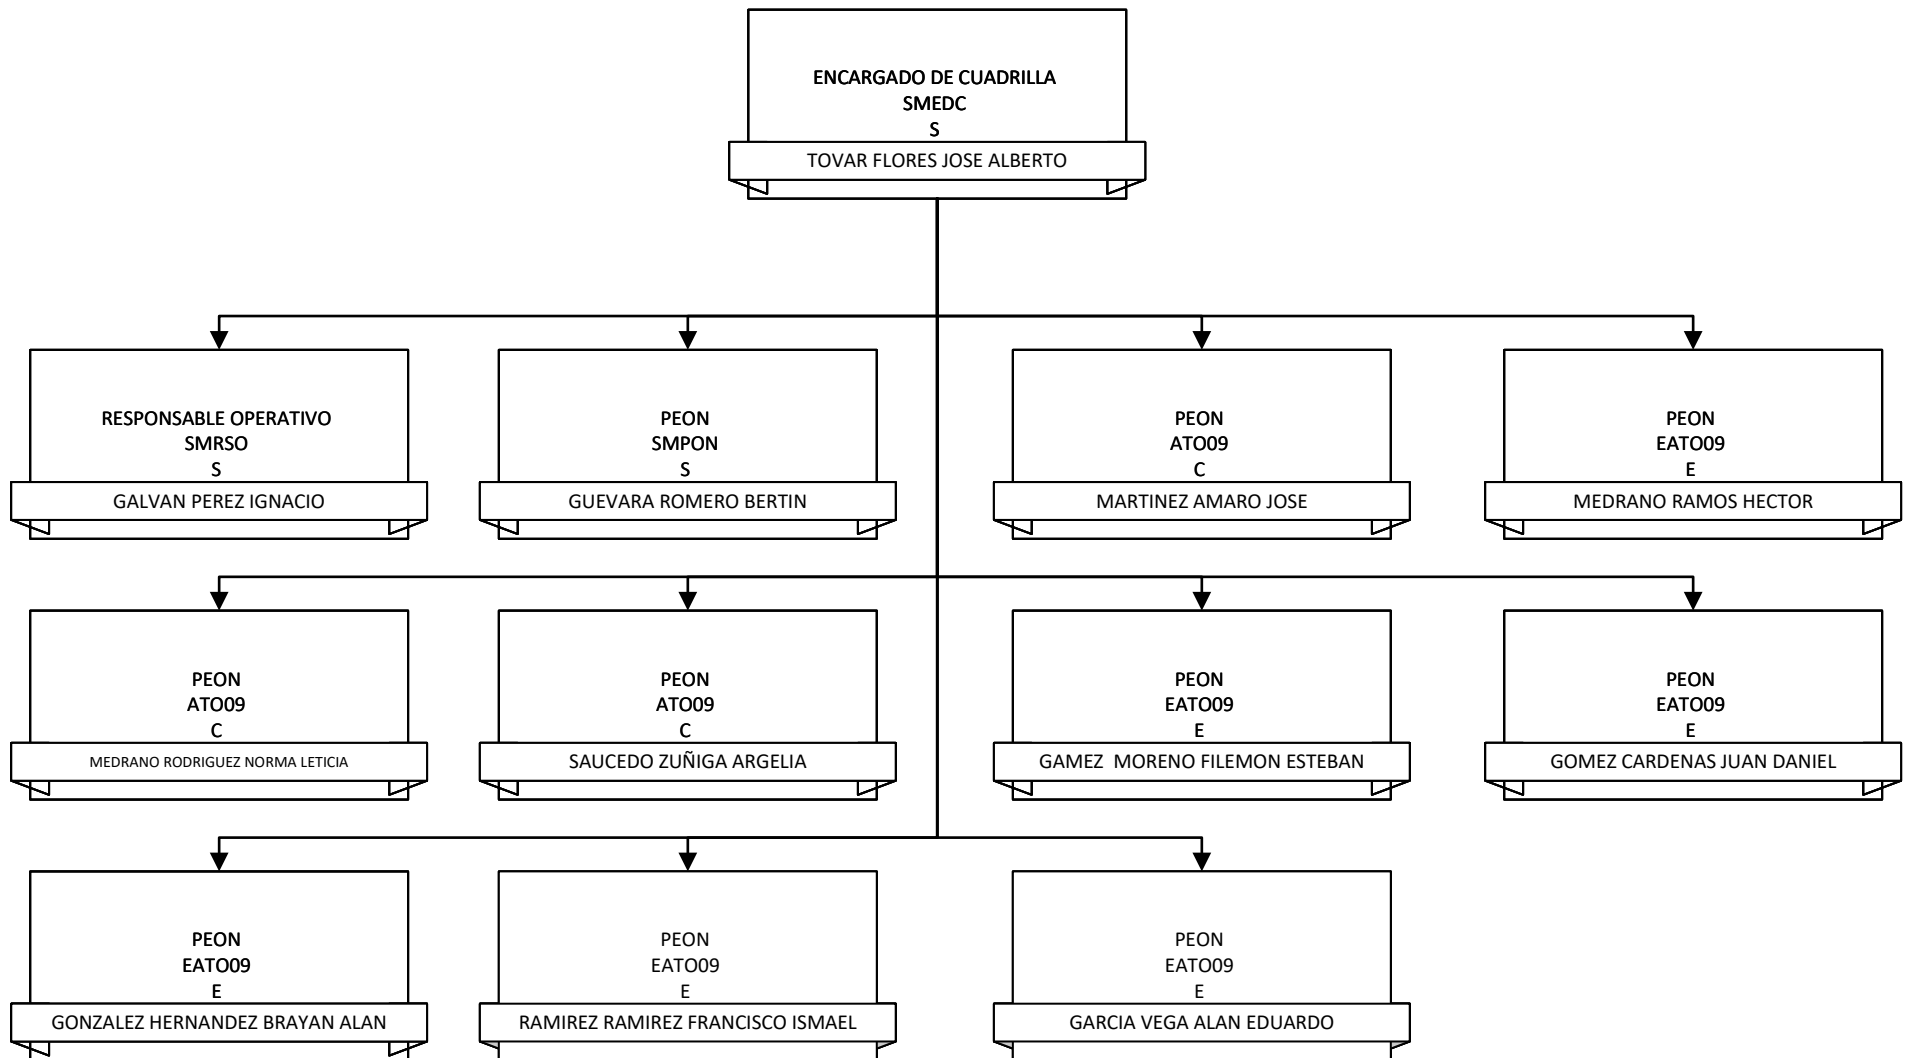 ENCARGADO DE CUADRILLA
SMEDC
S
TOVAR FLORES JOSE ALBERTO
RESPONSABLE OPERATIVO
SMRSO
S
GALVAN PEREZ IGNACIO
PEON
SMPON
S
GUEVARA ROMERO BERTIN
PEON
ATO09
C
MARTINEZ AMARO JOSE
PEON
EATO09
E
MEDRANO RAMOS HECTOR
PEON
ATO09
C
MEDRANO RODRIGUEZ NORMA LETICIA
PEON
ATO09
C
SAUCEDO ZUÑIGA ARGELIA
PEON
EATO09
E
GAMEZ  MORENO FILEMON ESTEBAN
PEON
EATO09
E
GOMEZ CARDENAS JUAN DANIEL
PEON
EATO09
E
GONZALEZ HERNANDEZ BRAYAN ALAN
PEON
EATO09
E
RAMIREZ RAMIREZ FRANCISCO ISMAEL
PEON
EATO09
E
GARCIA VEGA ALAN EDUARDO